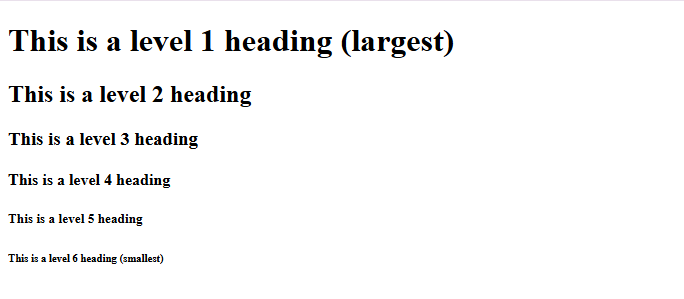 This is a level 1 heading (largest)
This is a level 2 heading
This is a level 3 heading
This is a level 4 heading
This is a level 5 heading
This is a level 6 heading (smallest)